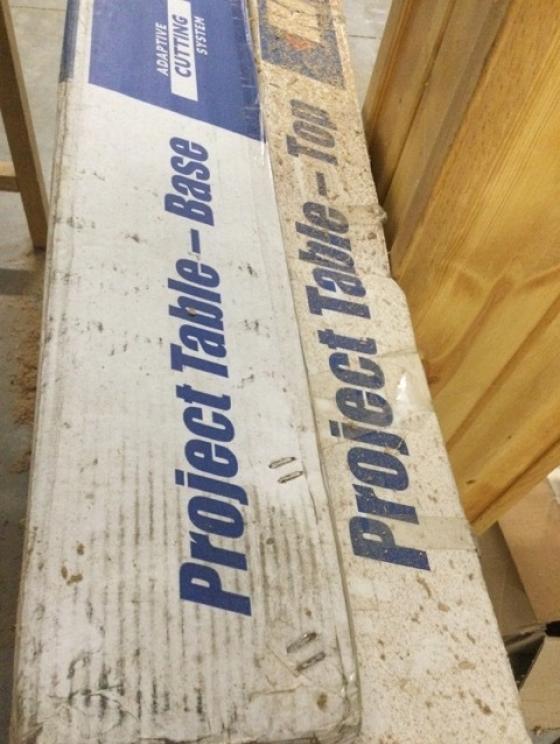 ADAPTIVE
CUTTING
SYSTEM
Project Table – Base
Project Table – Top